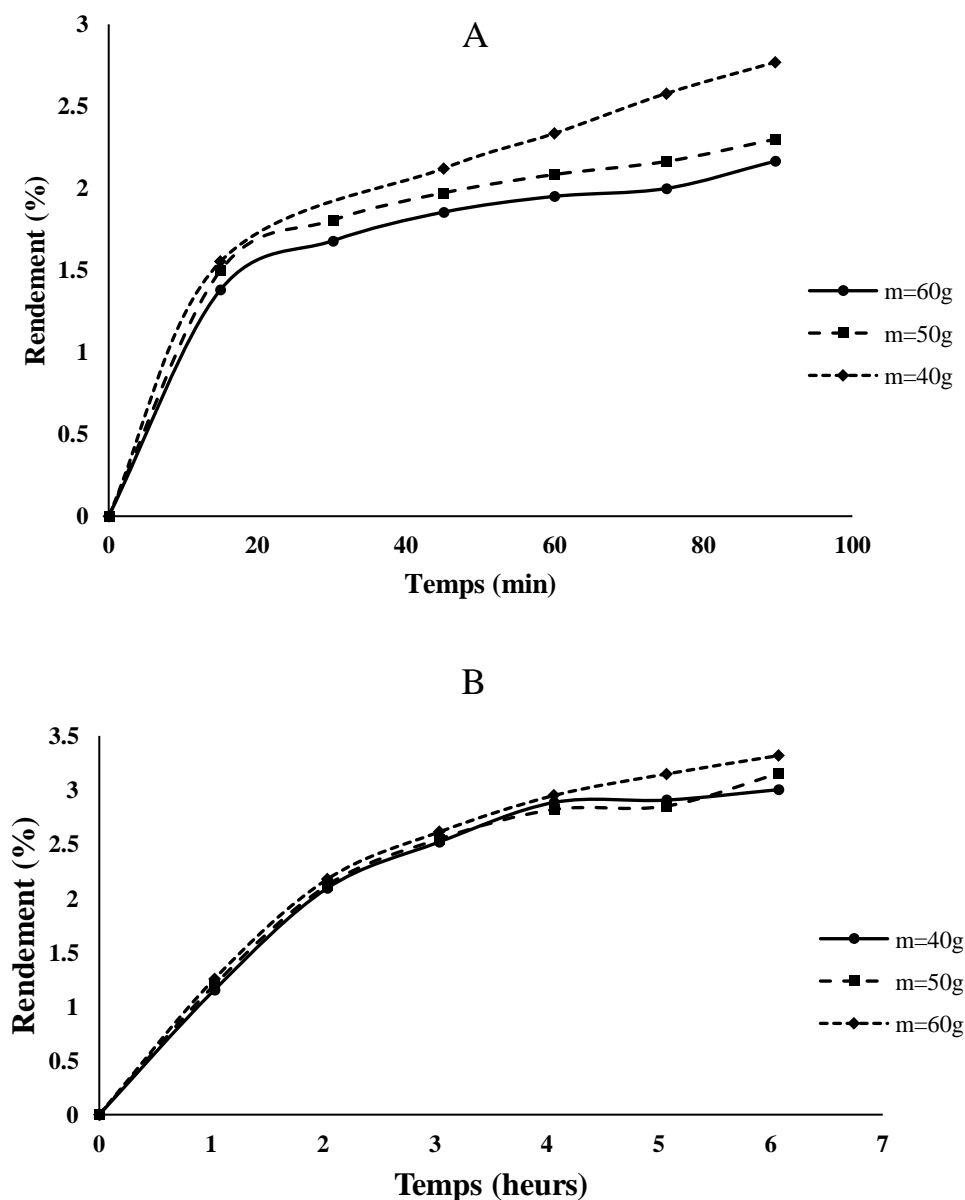 A
Rendement (%)
3
2.5
2
1.5
1
0.5
0
0 20 40 60 80 100
Temps (min)
m=60g
m=50g
m=40g
B
Rendement (%)
3.5
3
2.5
2
1.5
1
0.5
0
0 1 2 3 4 5 6 7
Temps (heurs)
m=40g
m=50g
m=60g